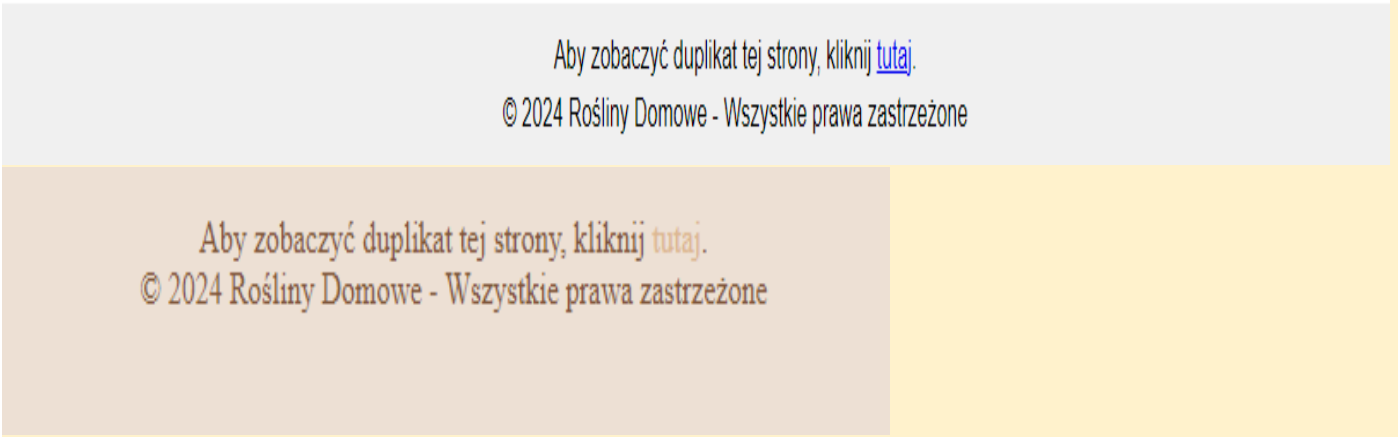 Aby zobaczyć duplikat tej strony, kliknij tutaj.
© 2024 Rośliny Domowe - Wszystkie prawa zastrzeżone
Aby zobaczyć duplikat tej strony, kliknij tutaj.
© 2024 Rośliny Domowe - Wszystkie prawa zastrzeżone